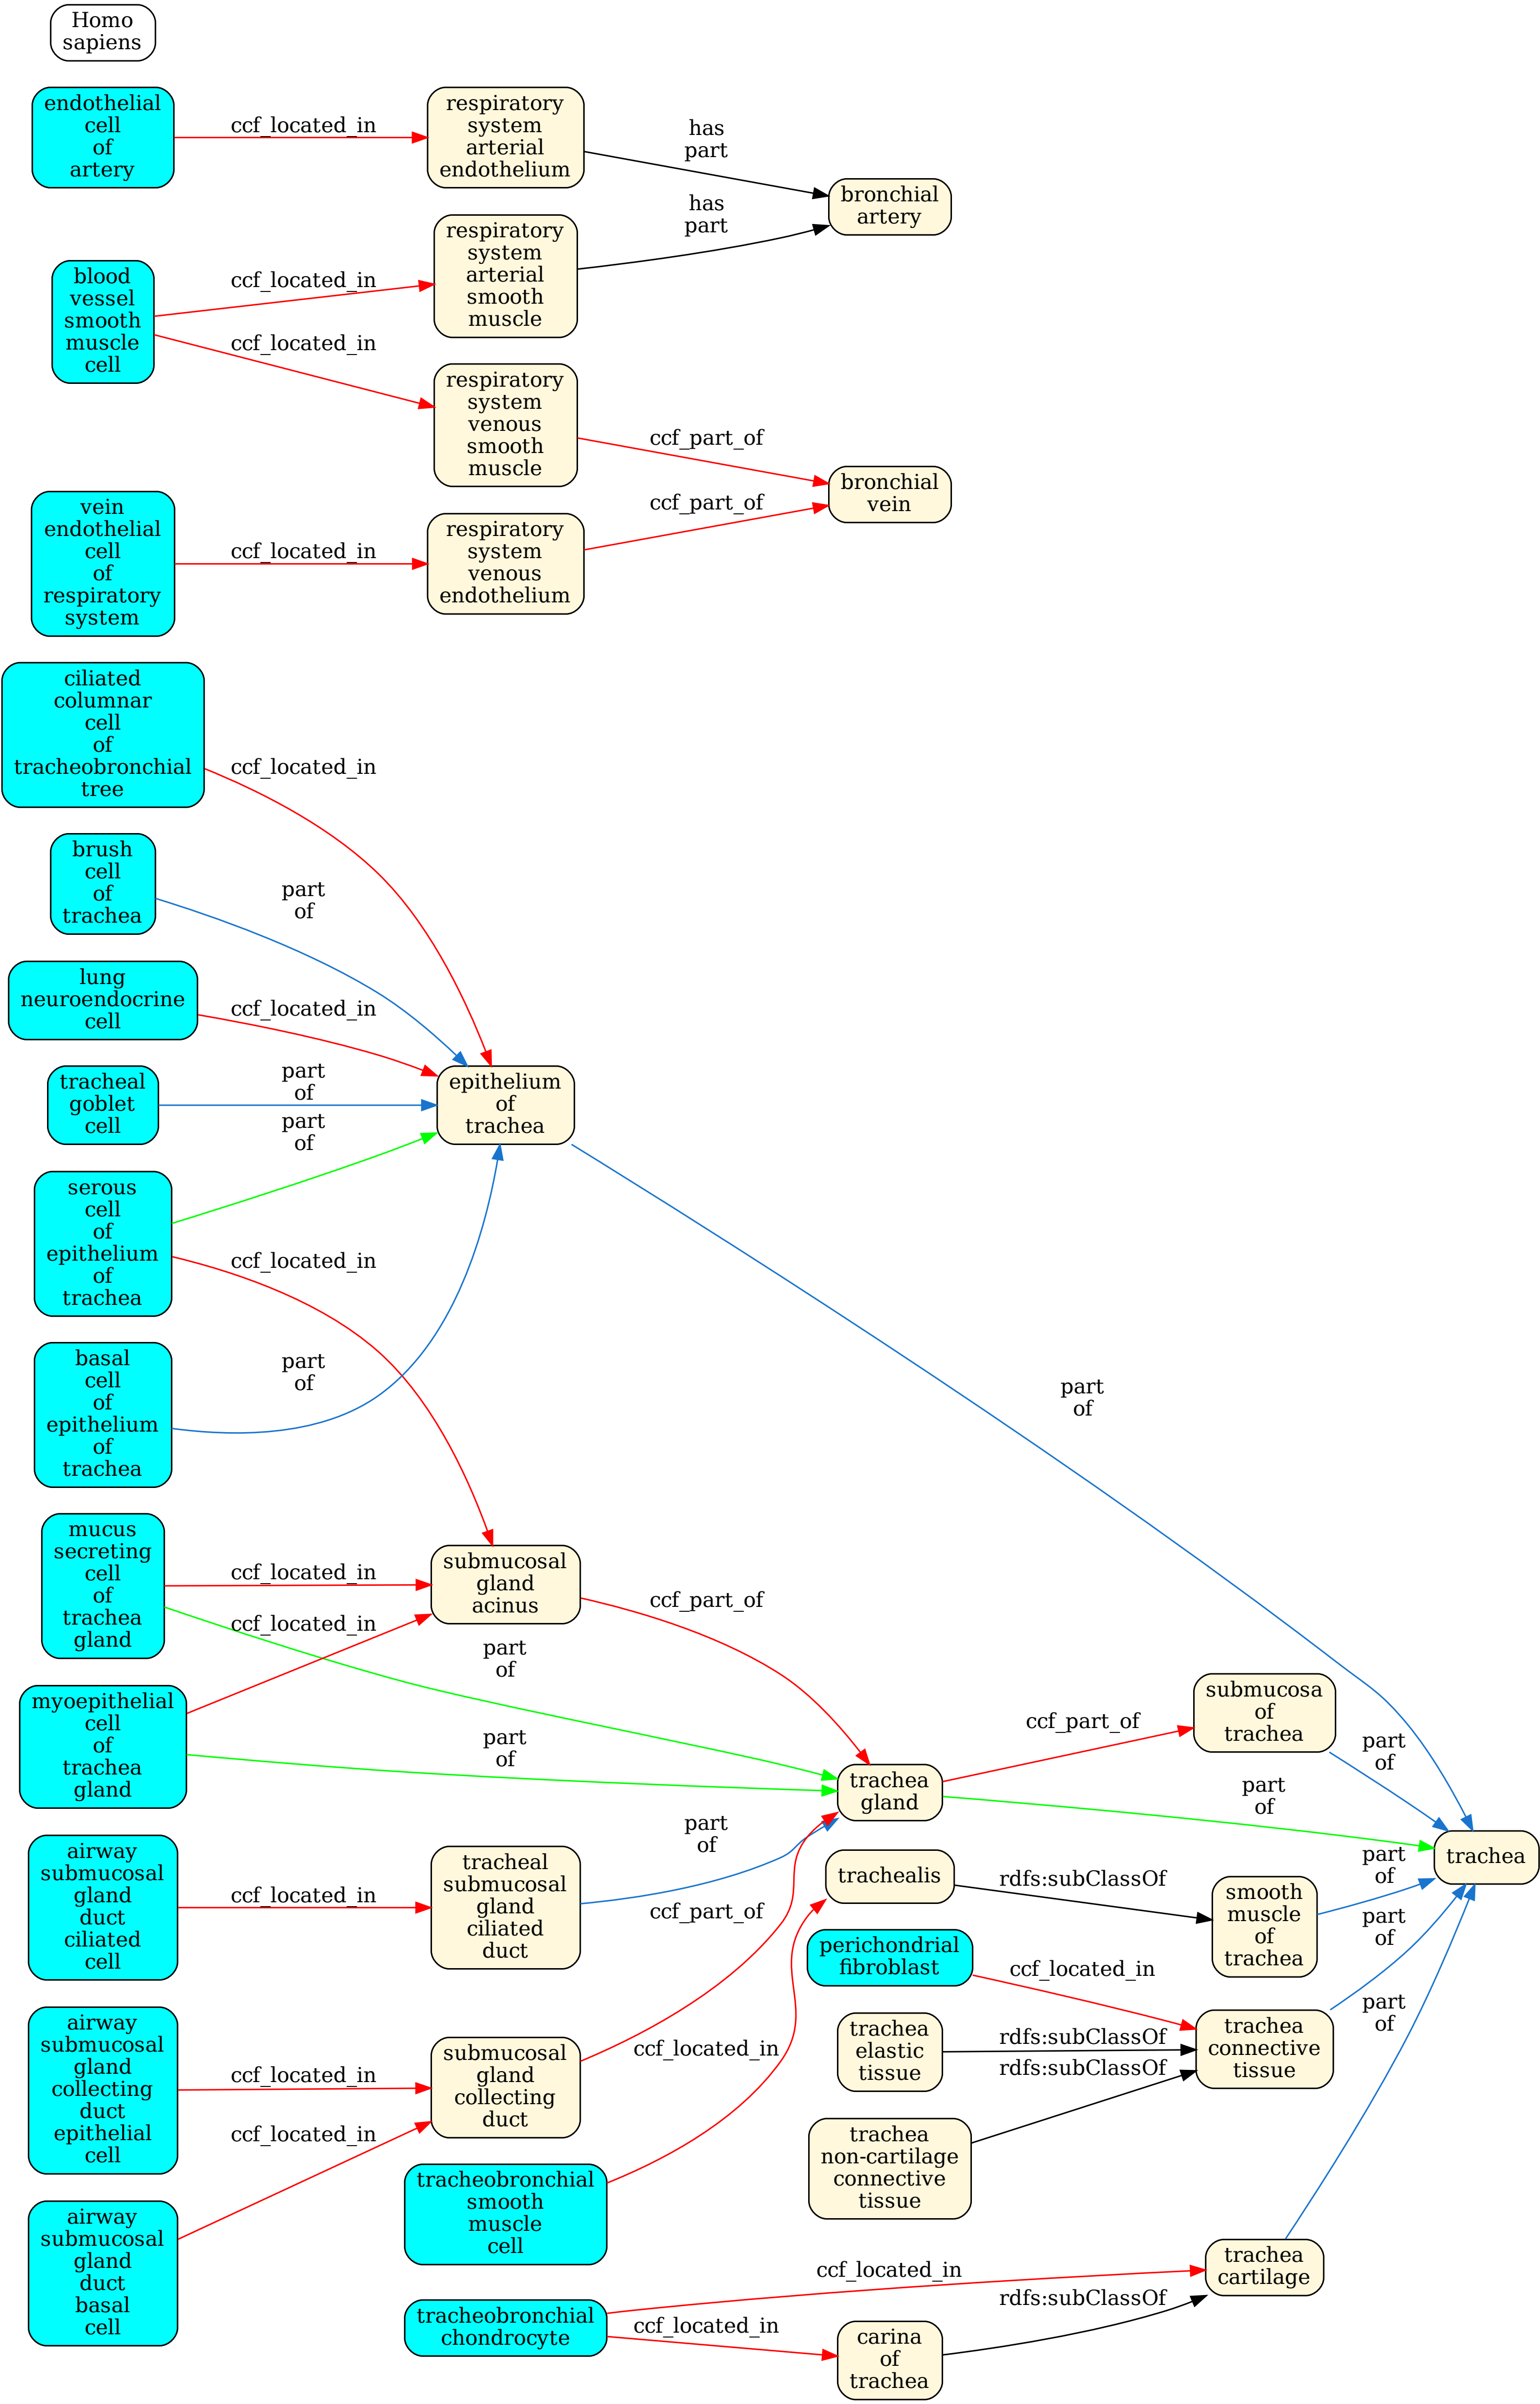 Homo
sapiens
endothelial
cell
of
artery
ccf_located_in
respiratory
system
arterial
endothelium
has
part
bronchial
artery
blood
vessel
smooth
muscle
cell
ccf_located_in
ccf_located_in
respiratory
system
arterial
smooth
muscle
has
part
respiratory
system
venous
smooth
muscle
ccf_part_of
bronchial
vein
vein
endothelial
cell
of
respiratory
system
ccf_located_in
respiratory
system
venous
endothelium
ccf_part_of
ciliated
columnar
cell
of
tracheobronchial
tree
ccf_located_in
brush
cell
of
trachea
part
of
lung
neuroendocrine
cell
ccf_located_in
tracheal
goblet
cell
part
of
epithelium
of
trachea
part
of
serous
cell
of
epithelium
of
trachea
part
of
ccf_located_in
basal
cell
of
epithelium
of
trachea
part
of
mucus
secreting
cell
of
trachea
gland
ccf_located_in
part
of
submucosal
gland
acinus
ccf_part_of
myoepithelial
cell
of
trachea
gland
ccf_located_in
part
of
trachea
gland
ccf_part_of
part
of
submucosa
of
trachea
part
of
trachea
airway
submucosal
gland
duct
ciliated
cell
ccf_located_in
tracheal
submucosal
gland
ciliated
duct
part
of
trachealis
rdfs:subClassOf
smooth
muscle
of
trachea
part
of
perichondrial
fibroblast
ccf_located_in
airway
submucosal
gland
collecting
duct
epithelial
cell
ccf_located_in
submucosal
gland
collecting
duct
ccf_part_of
trachea
elastic
tissue
rdfs:subClassOf
trachea
connective
tissue
part
of
trachea
non-cartilage
connective
tissue
rdfs:subClassOf
airway
submucosal
gland
duct
basal
cell
ccf_located_in
tracheobronchial
smooth
muscle
cell
ccf_located_in
tracheobronchial
chondrocyte
ccf_located_in
ccf_located_in
carina
of
trachea
rdfs:subClassOf
trachea
cartilage
part
of